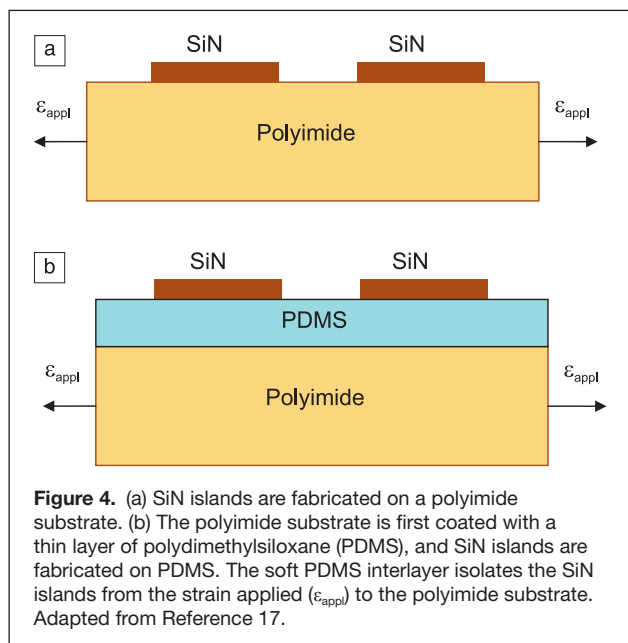 a
SiN SiN
ε_appl ε_appl
Polyimide
b
SiN SiN
PDMS
ε_appl ε_appl
Polyimide
Figure 4. (a) SiN islands are fabricated on a polyimide
substrate. (b) The polyimide substrate is first coated with a
thin layer of polydimethylsiloxane (PDMS), and SiN islands are
fabricated on PDMS. The soft PDMS interlayer isolates the SiN
islands from the strain applied (ε_appl) to the polyimide substrate.
Adapted from Reference 17.